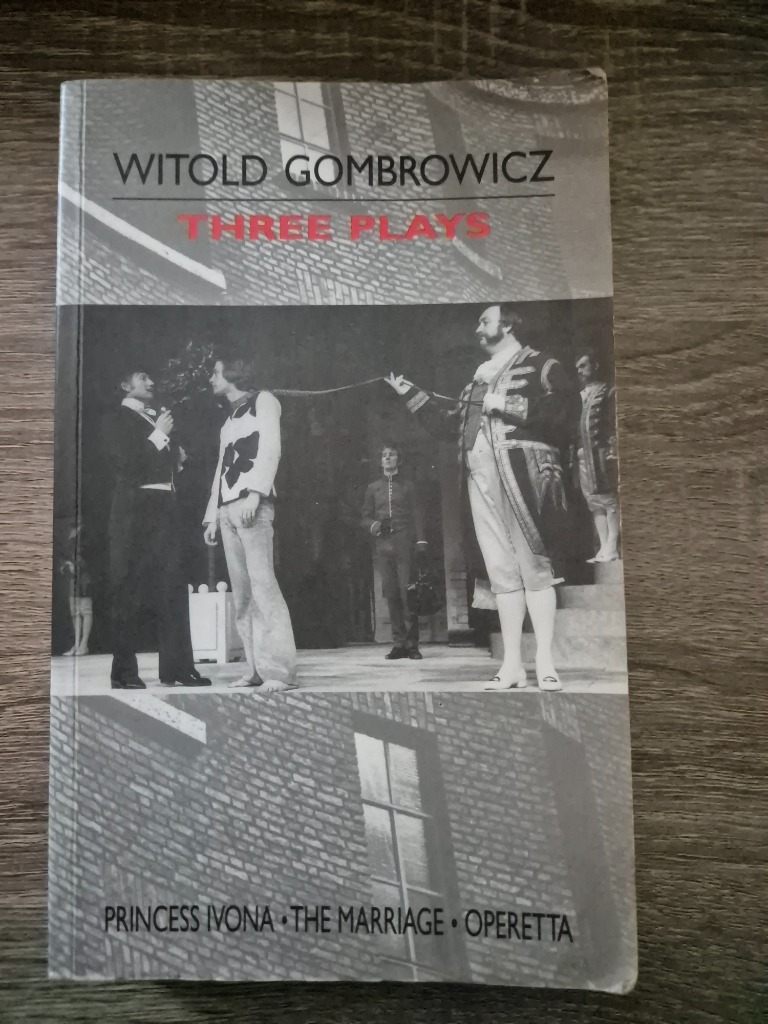 WITOLD GOMBROWICZ
THREE PLAYS
PRINCESS IVONA • THE MARRIAGE • OPERETTA